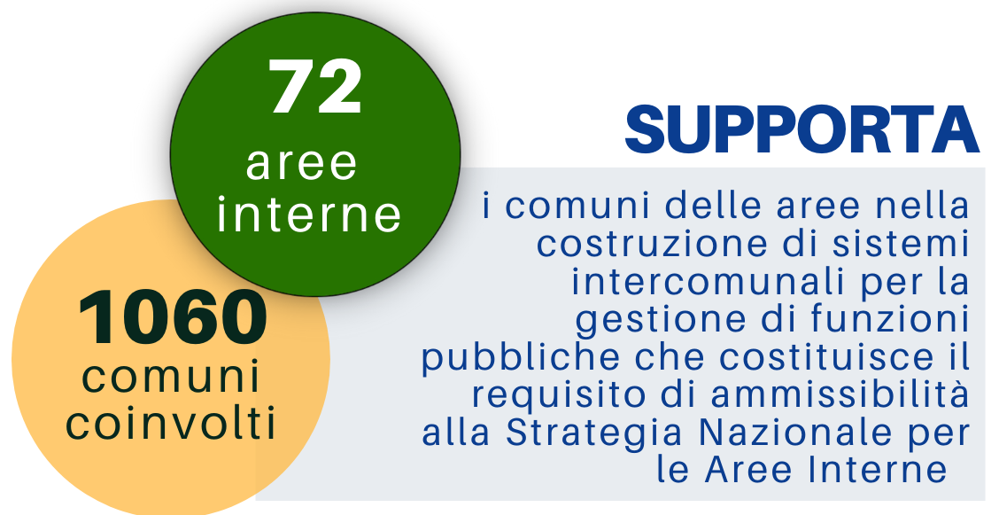 72
aree
interne
1060
comuni
coinvolti
SUPPORTA
i comuni delle aree nella
costruzione di sistemi
intercomunali per la
gestione di funzioni
pubbliche che costituisce il
requisito di ammissibilità
alla Strategia Nazionale per
le Aree Interne